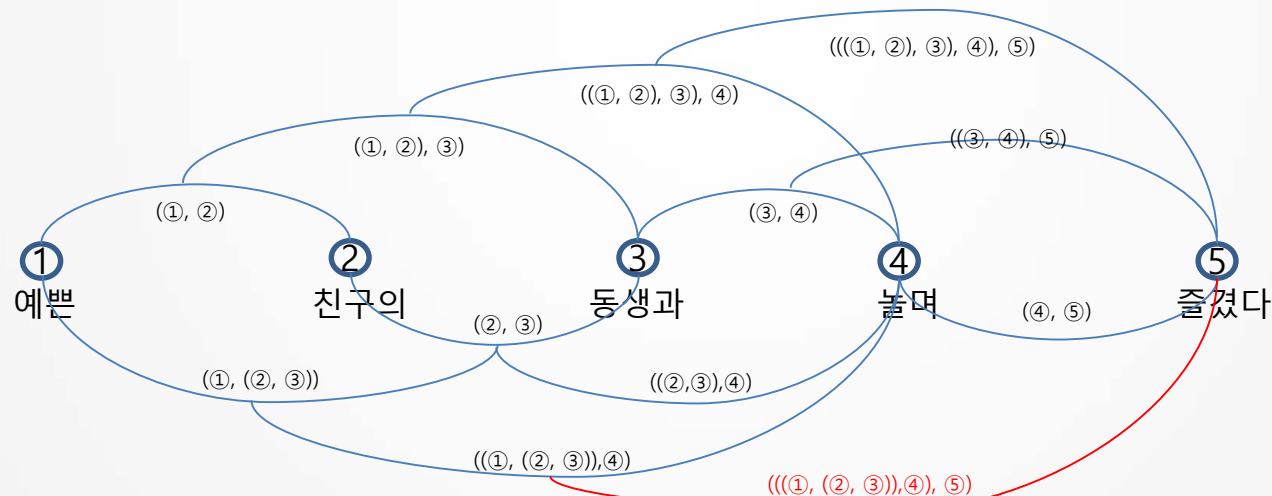 (((①, ②), ③), ④), ⑤)
((①, ②), ③), ④)
(①, ②), ③)
((③, ④), ⑤)
(①, ②)
(③, ④)
1 2 3 4 5
예쁜 친구의 동생과 놀며 즐겼다
(②, ③)
(④, ⑤)
(①, (②, ③))
((②,③),④)
((①, (②, ③)),④)
(((①, (②, ③)),④), ⑤)